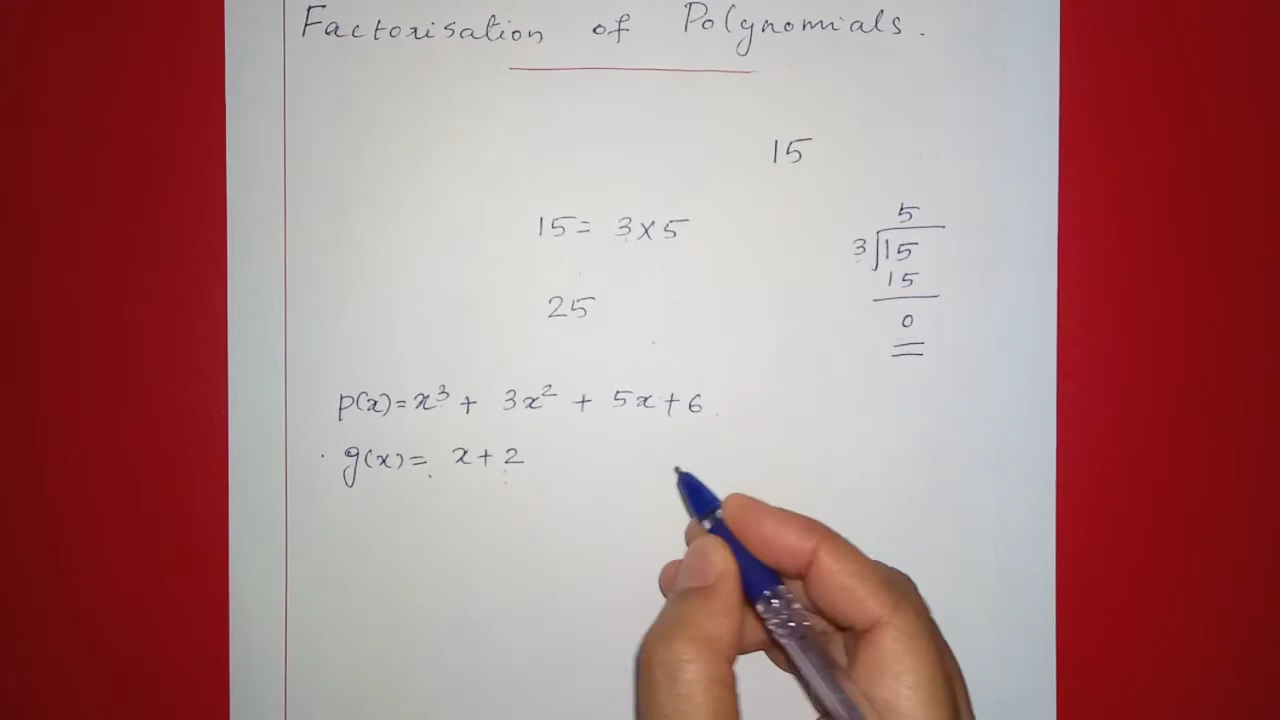 Factorisation of Polynomials.
15
15 = 3 x 5
5
3 15
15
0
25
p(x) = x³ + 3x² + 5x + 6
g(x) = x + 2